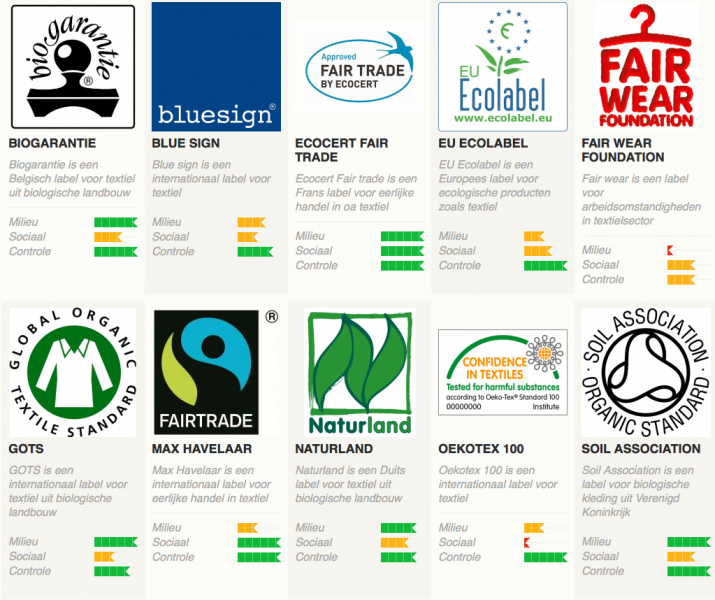 biogarantie
®
BIOGARANTIE
Biogarantie is een
Belgisch label voor textiel
uit biologische landbouw
Milieu
Sociaal
Controle
bluesign®
BLUE SIGN
Blue sign is een
internationaal label voor
textiel
Milieu
Sociaal
Controle
Approved
FAIR TRADE
BY ECOCERT
ECOCERT FAIR
TRADE
Ecocert Fair trade is een
Frans label voor eerlijke
handel in oa textiel
Milieu
Sociaal
Controle
EU
Ecolabel
www.ecolabel.eu
EU ECOLABEL
EU Ecolabel is een
Europees label voor
ecologische producten
zoals textiel
Milieu
Sociaal
Controle
FAIR
WEAR
FOUNDATION
FAIR WEAR
FOUNDATION
Fair wear is een label
voor
arbeidsomstandigheden
in textielsector
Milieu
Sociaal
Controle
GLOBAL ORGANIC
TEXTILE STANDARD
GOTS
GOTS is een
internationaal label voor
textiel uit biologische
landbouw
Milieu
Sociaal
Controle
®
FAIRTRADE
MAX HAVELAAR
Max Havelaar is een
internationaal label voor
eerlijke handel in textiel
Milieu
Sociaal
Controle
Naturland
NATURLAND
Naturland is een Duits
label voor textiel uit
biologische landbouw
Milieu
Sociaal
Controle
CONFIDENCE
IN TEXTILES
Tested for harmful substances
according to Oeko-Tex® Standard 100
00000000 Institute
OEKOTEX 100
Oekotex 100 is een
internationaal label voor
textiel
Milieu
Sociaal
Controle
SOIL ASSOCIATION
ORGANIC STANDARD
SOIL ASSOCIATION
Soil Association is een
label voor biologische
kleding uit Verenigd
Koninkrijk
Milieu
Sociaal
Controle